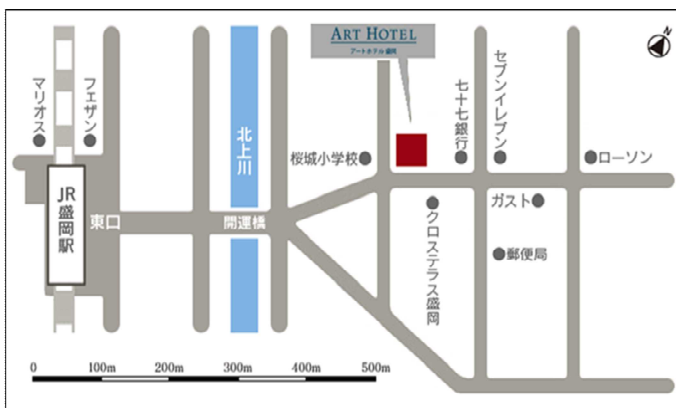 ART HOTEL
アートホテル盛岡
N
マリオス
フェザン
北上川
桜城小学校
七十七銀行
セブンイレブン
ローソン
JR盛岡駅
東口
開運橋
クロステラス盛岡
ガスト
郵便局
0 100m 200m 300m 400m 500m